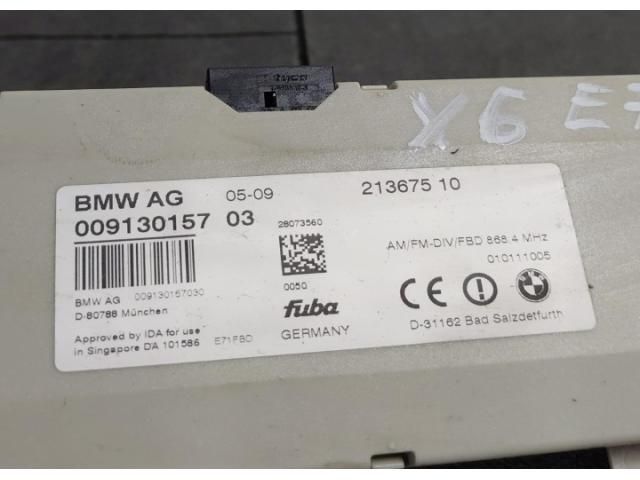 X6 E7
BMW AG 05-09 213675 10
009130157 03
28073560
AM/FM-DIV/FBD 868.4 MHz
010111005
0050
BMW AG 009130157030
D-80788 München
fuba
GERMANY
Approved by IDA for use
in Singapore DA 101586
E71FBD
CE
BMW
D-31162 Bad Salzdetfurth